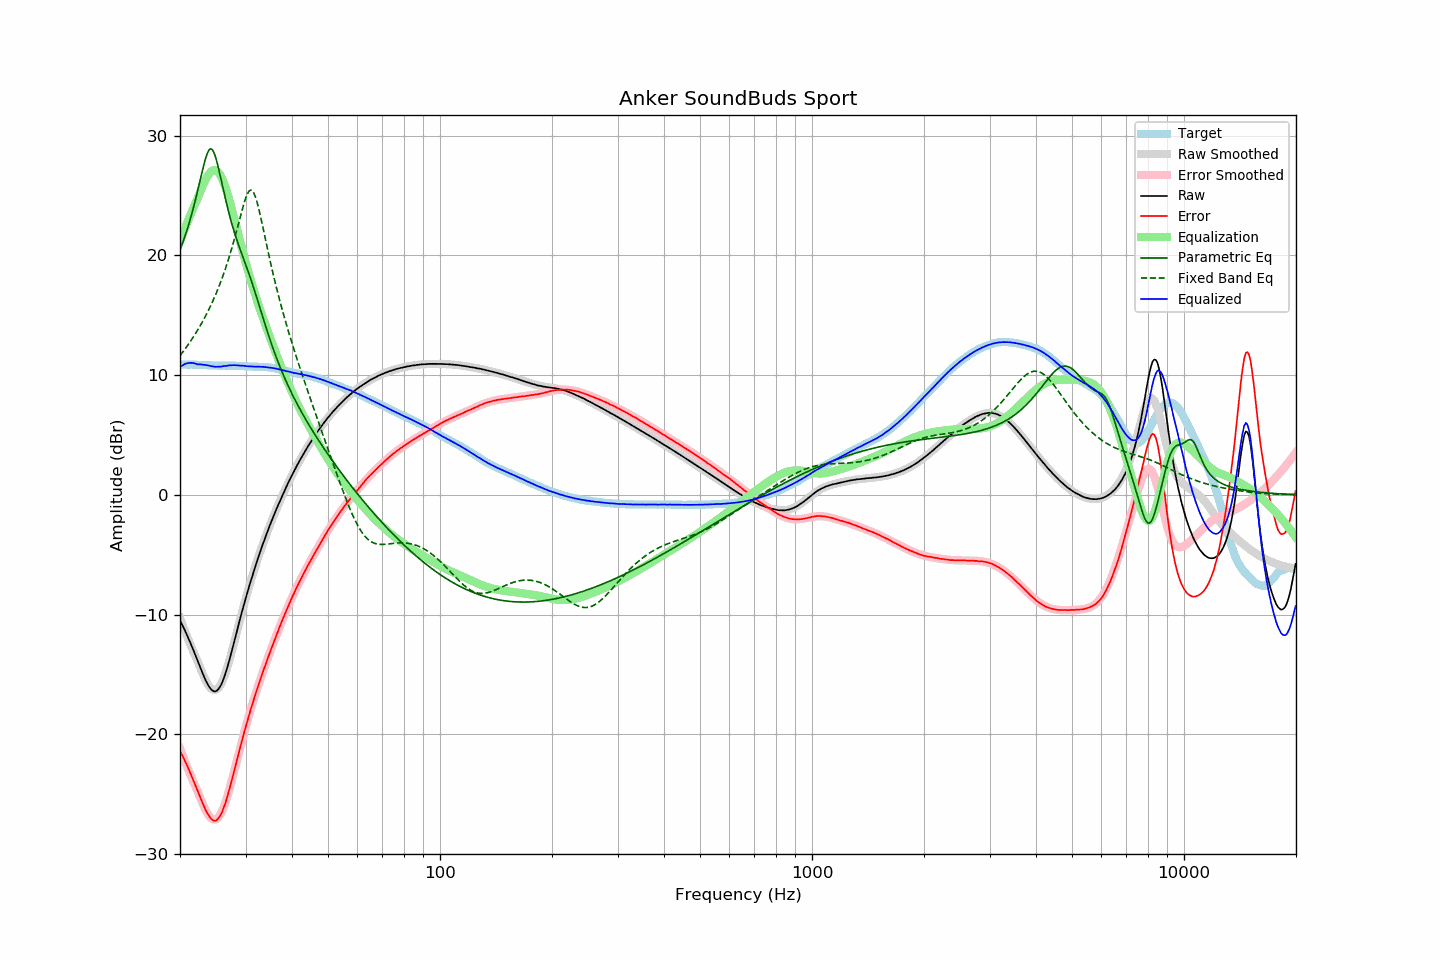 Anker SoundBuds Sport
30
20
10
0
−10
−20
−30
Amplitude (dBr)
100
1000
10000
Frequency (Hz)
Target
Raw Smoothed
Error Smoothed
Raw
Error
Equalization
Parametric Eq
Fixed Band Eq
Equalized